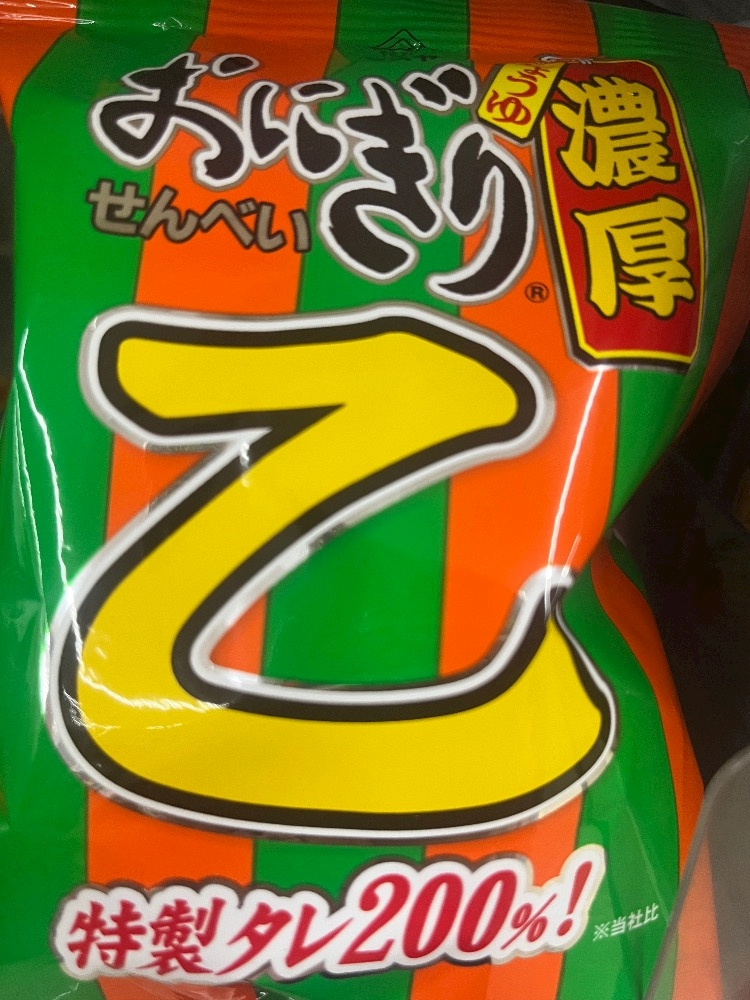 おにぎり
せんべい
®
しょうゆ
濃厚
乙
特製タレ200%!
※当社比